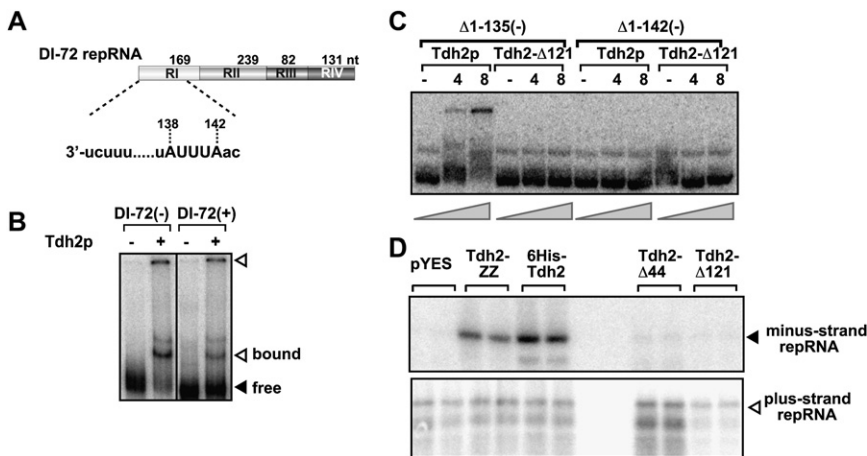 A
DI-72 repRNA
169 239 82 131 nt
RI RII RIII RIV
138 142
3'-ucuuu.....uAUUUAac
B
DI-72(-) DI-72(+)
Tdh2p - + - +
bound
free
C
Δ1-135(-) Δ1-142(-)
Tdh2p Tdh2-Δ121 Tdh2p Tdh2-Δ121
- 4 8 - 4 8 - 4 8 - 4 8
D
pYES Tdh2-ZZ 6His-Tdh2 Tdh2-Δ44 Tdh2-Δ121
minus-strand
repRNA
plus-strand
repRNA